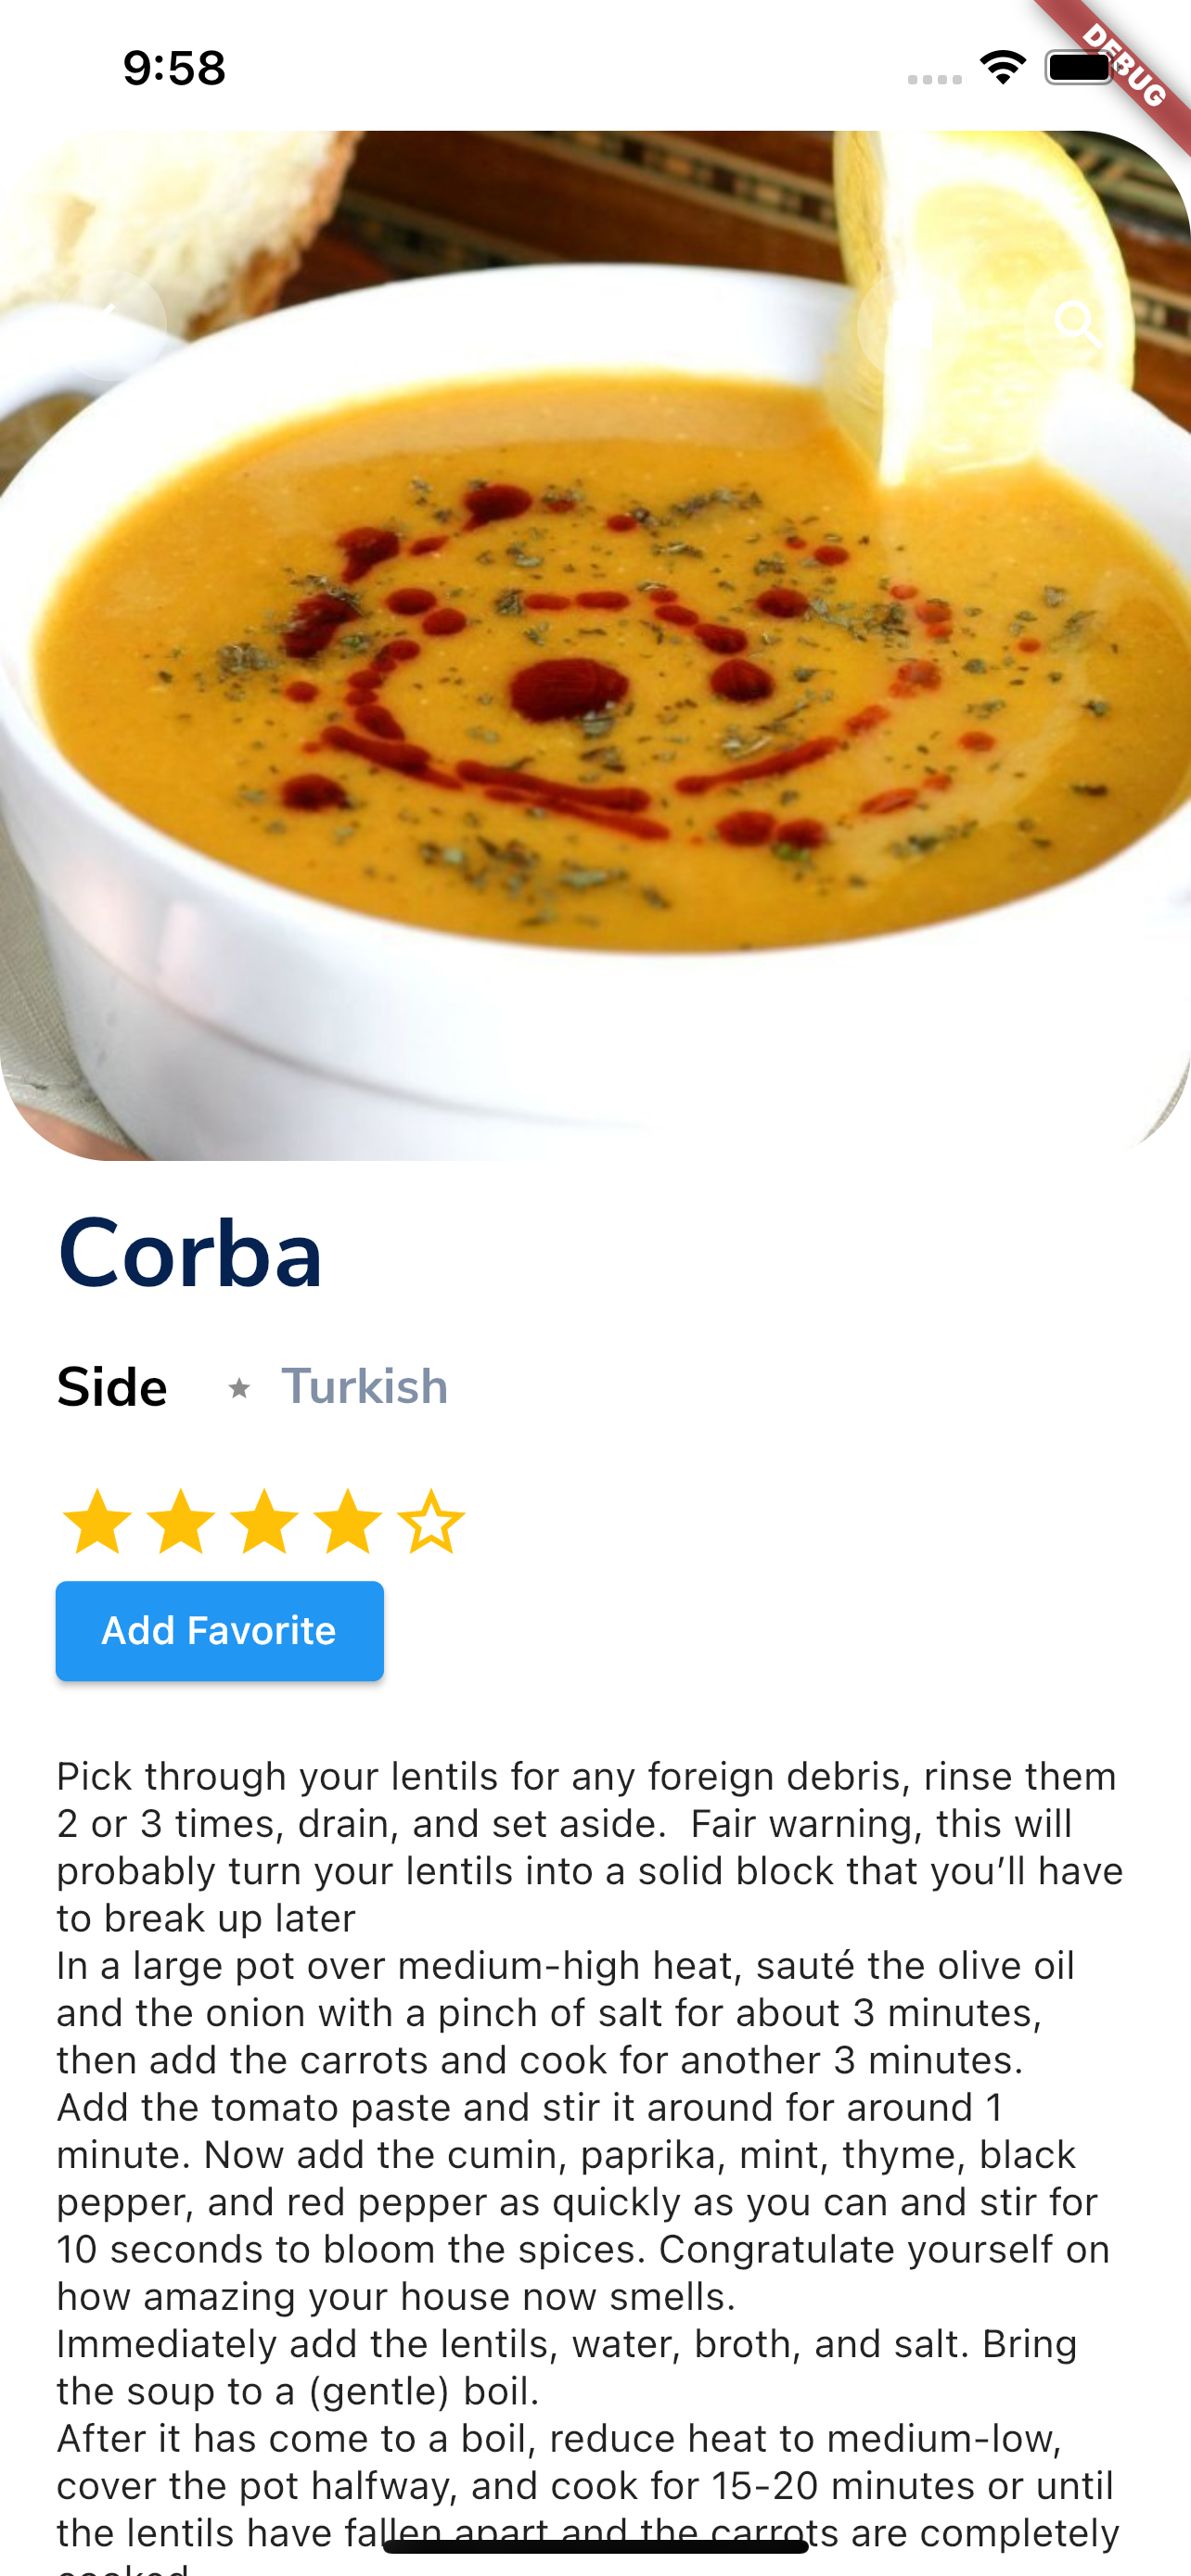 9:58
DEBUG
Corba
Side Turkish
Add Favorite
Pick through your lentils for any foreign debris, rinse them
2 or 3 times, drain, and set aside.  Fair warning, this will
probably turn your lentils into a solid block that you’ll have
to break up later
In a large pot over medium-high heat, sauté the olive oil
and the onion with a pinch of salt for about 3 minutes,
then add the carrots and cook for another 3 minutes.
Add the tomato paste and stir it around for around 1
minute. Now add the cumin, paprika, mint, thyme, black
pepper, and red pepper as quickly as you can and stir for
10 seconds to bloom the spices. Congratulate yourself on
how amazing your house now smells.
Immediately add the lentils, water, broth, and salt. Bring
the soup to a (gentle) boil.
After it has come to a boil, reduce heat to medium-low,
cover the pot halfway, and cook for 15-20 minutes or until
the lentils have fallen apart and the carrots are completely